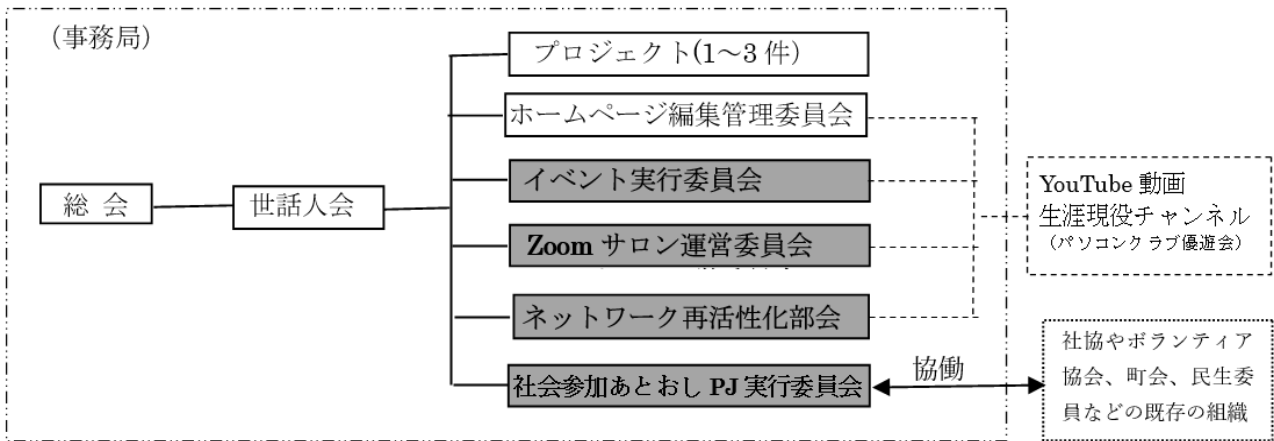 （事務局）
プロジェクト(1～3 件)
ホームページ編集管理委員会
イベント実行委員会
総 会
世話人会
Zoom サロン運営委員会
ネットワーク再活性化部会
社会参加あとおし PJ 実行委員会
協働
YouTube 動画
生涯現役チャンネル
（パソコンクラブ優遊会）
社協やボランティア
協会、町会、民生委
員などの既存の組織